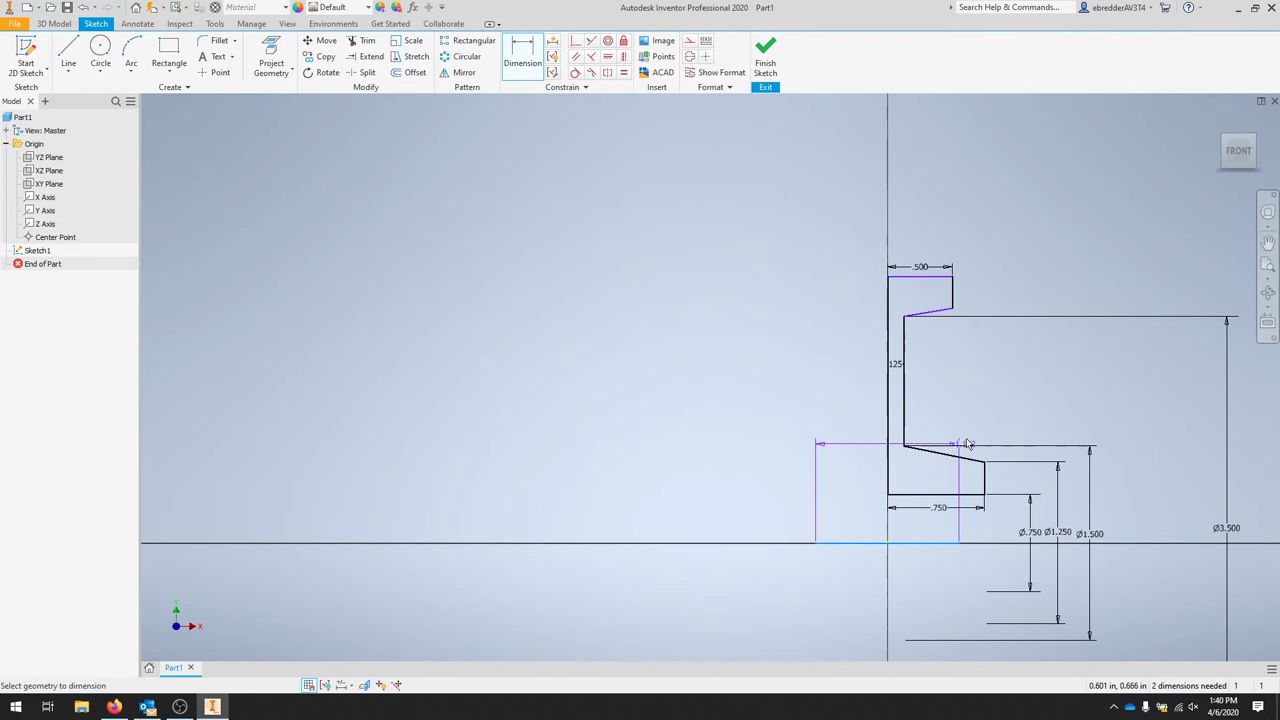 Material
Default
Autodesk Inventor Professional 2020 Part1
Search Help & Commands...
ebredderAV3T4
File
3D Model
Sketch
Annotate
Inspect
Tools
Manage
View
Environments
Get Started
Collaborate
Start
2D Sketch
Line
Circle
Arc
Rectangle
Fillet
Text
Point
Project
Geometry
Move
Copy
Rotate
Trim
Extend
Split
Scale
Stretch
Offset
Rectangular
Circular
Mirror
Dimension
Image
Points
ACAD
Show Format
Finish
Sketch
Sketch
Create
Modify
Pattern
Constrain
Insert
Format
Exit
Model
Part1
View: Master
Origin
YZ Plane
XZ Plane
XY Plane
X Axis
Y Axis
Z Axis
Center Point
Sketch1
End of Part
FRONT
.500
125
.750
Ø.750
Ø1.250
Ø1.500
Ø3.500
Y
X
Part1
Select geometry to dimension
0.601 in, 0.666 in
2 dimensions needed
1
1
1:40 PM
4/6/2020